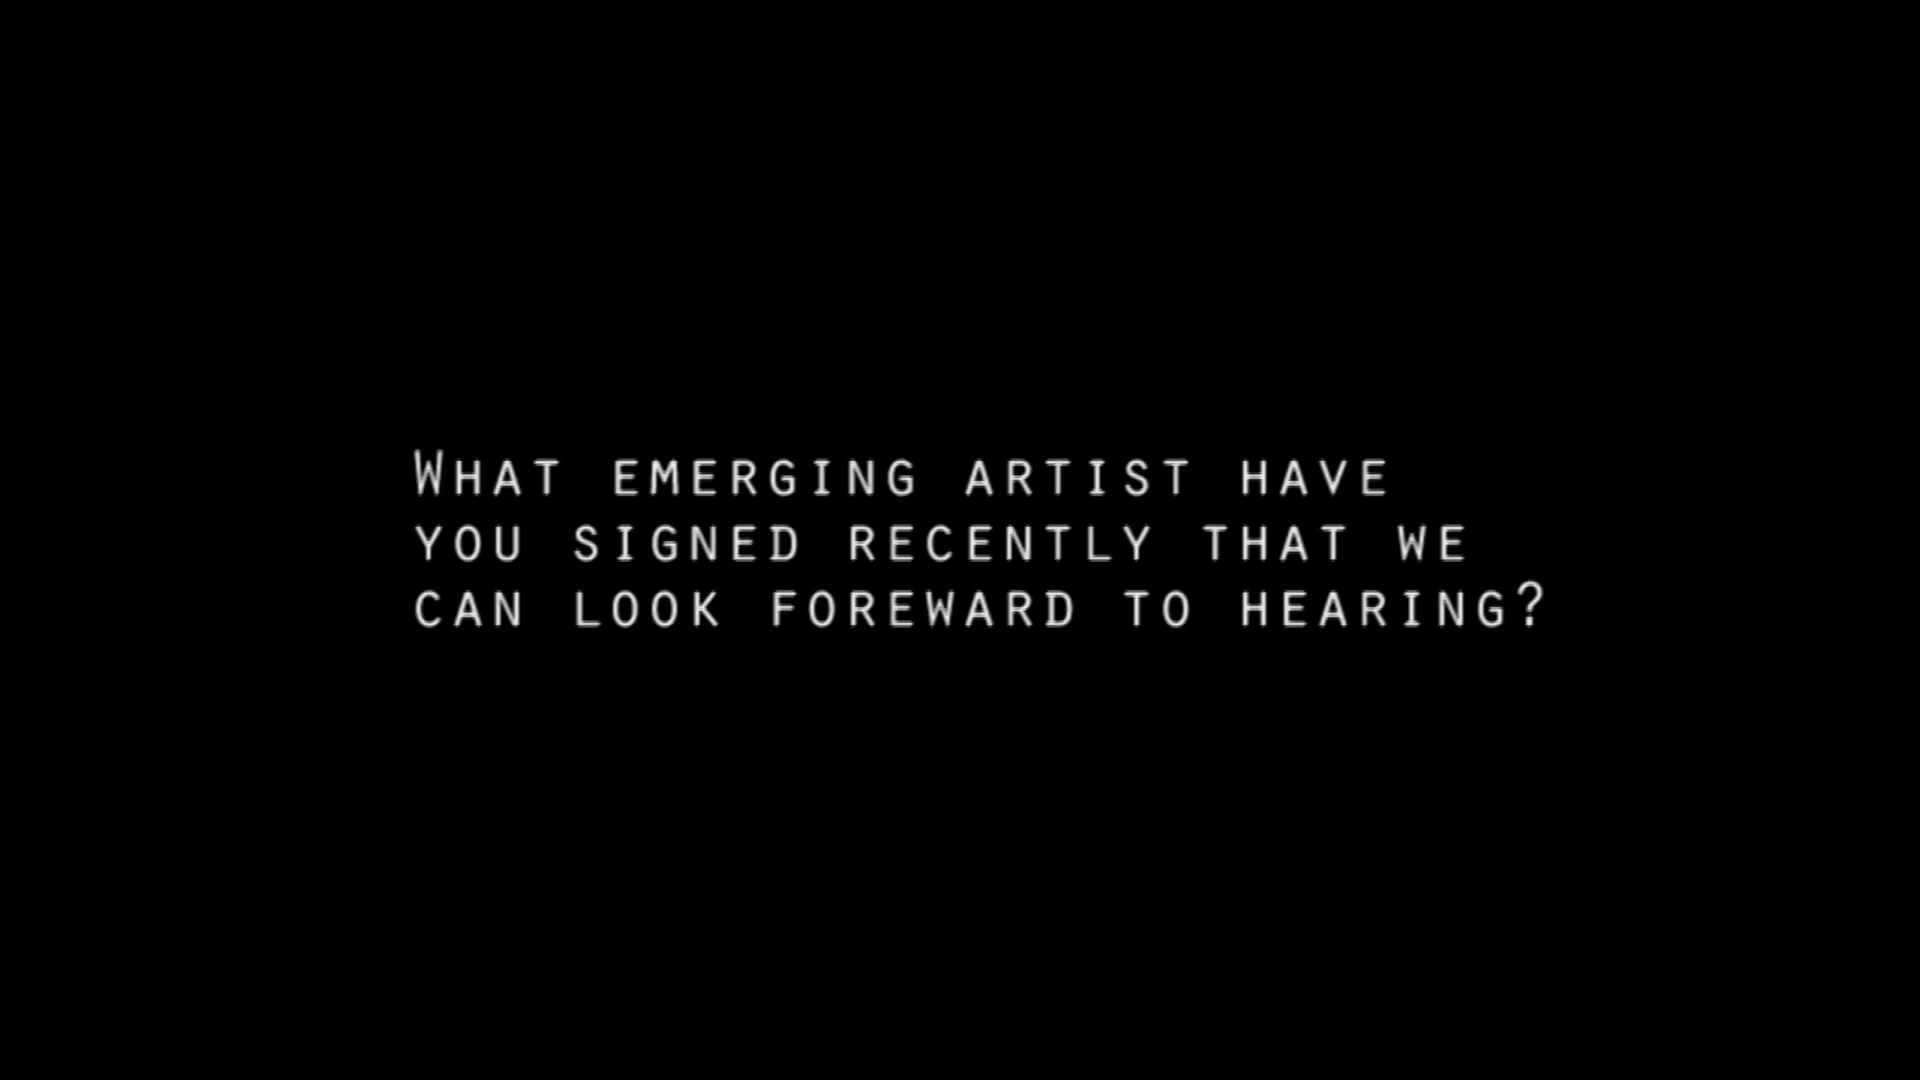 What emerging artist have
you signed recently that we
can look foreward to hearing?